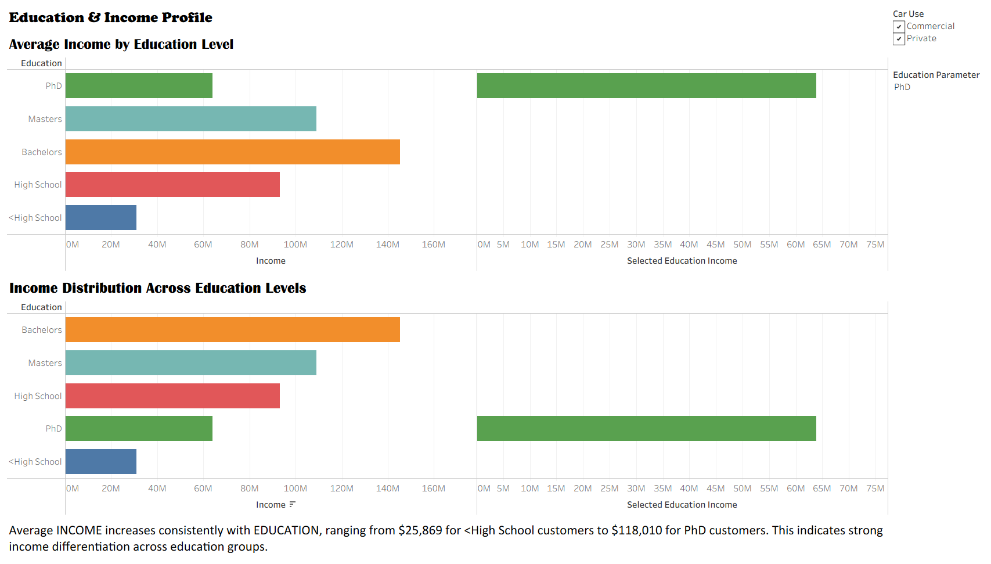 Education & Income Profile
Car Use
✔ Commercial
✔ Private
Average Income by Education Level
Education
Education Parameter
PhD
PhD
Masters
Bachelors
High School
<High School
0M 20M 40M 60M 80M 100M 120M 140M 160M 0M 5M 10M 15M 20M 25M 30M 35M 40M 45M 50M 55M 60M 65M 70M 75M
Income Selected Education Income
Income Distribution Across Education Levels
Education
Bachelors
Masters
High School
PhD
<High School
0M 20M 40M 60M 80M 100M 120M 140M 160M 0M 5M 10M 15M 20M 25M 30M 35M 40M 45M 50M 55M 60M 65M 70M 75M
Income Selected Education Income
Average INCOME increases consistently with EDUCATION, ranging from $25,869 for <High School customers to $118,010 for PhD customers. This indicates strong
income differentiation across education groups.